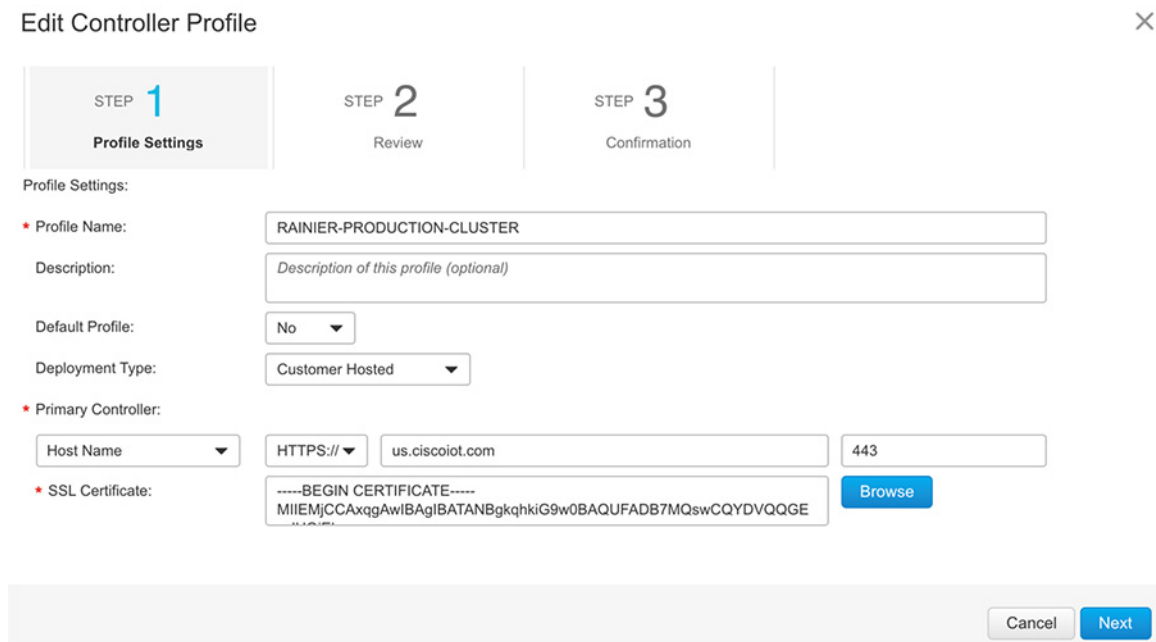 Edit Controller Profile
STEP 1
Profile Settings
STEP 2
Review
STEP 3
Confirmation
Profile Settings:
* Profile Name:
RAINIER-PRODUCTION-CLUSTER
Description:
Description of this profile (optional)
Default Profile:
No
Deployment Type:
Customer Hosted
* Primary Controller:
Host Name
HTTPS://
us.ciscoiot.com
443
* SSL Certificate:
-----BEGIN CERTIFICATE-----
MIIEMjCCAxqgAwIBAgIBATANBgkqhkiG9w0BAQUFADB7MQswCQYDVQQGE
Browse
Cancel
Next